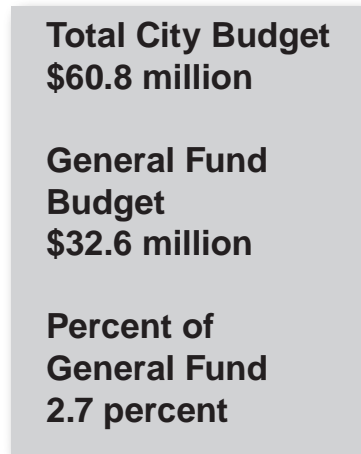 Total City Budget
$60.8 million
General Fund
Budget
$32.6 million
Percent of
General Fund
2.7 percent